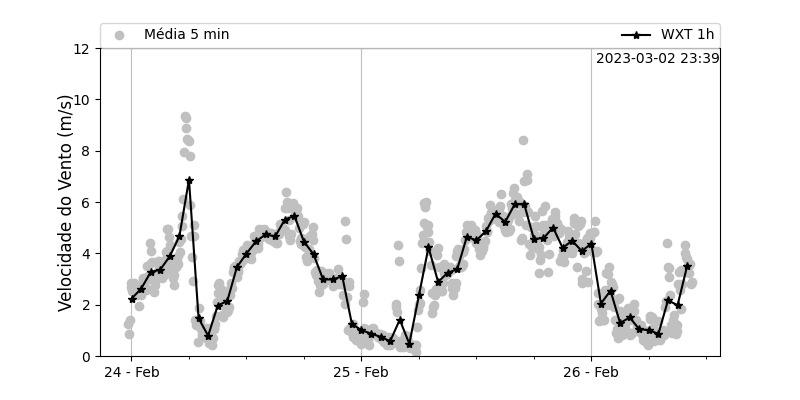 Média 5 min
WXT 1h
2023-03-02 23:39
Velocidade do Vento (m/s)
12
10
8
6
4
2
0
24 - Feb
25 - Feb
26 - Feb